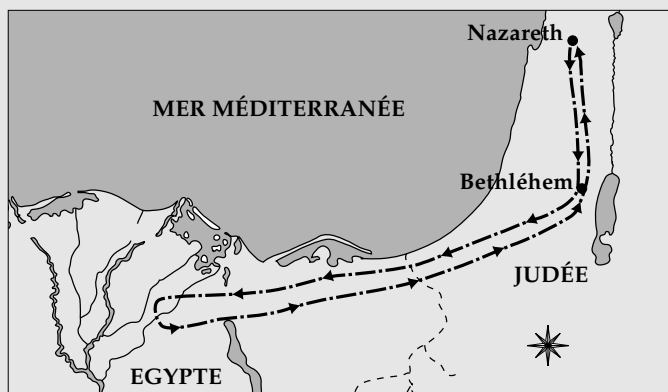 Nazareth
MER MÉDITERRANÉE
Bethléhem
JUDÉE
EGYPTE